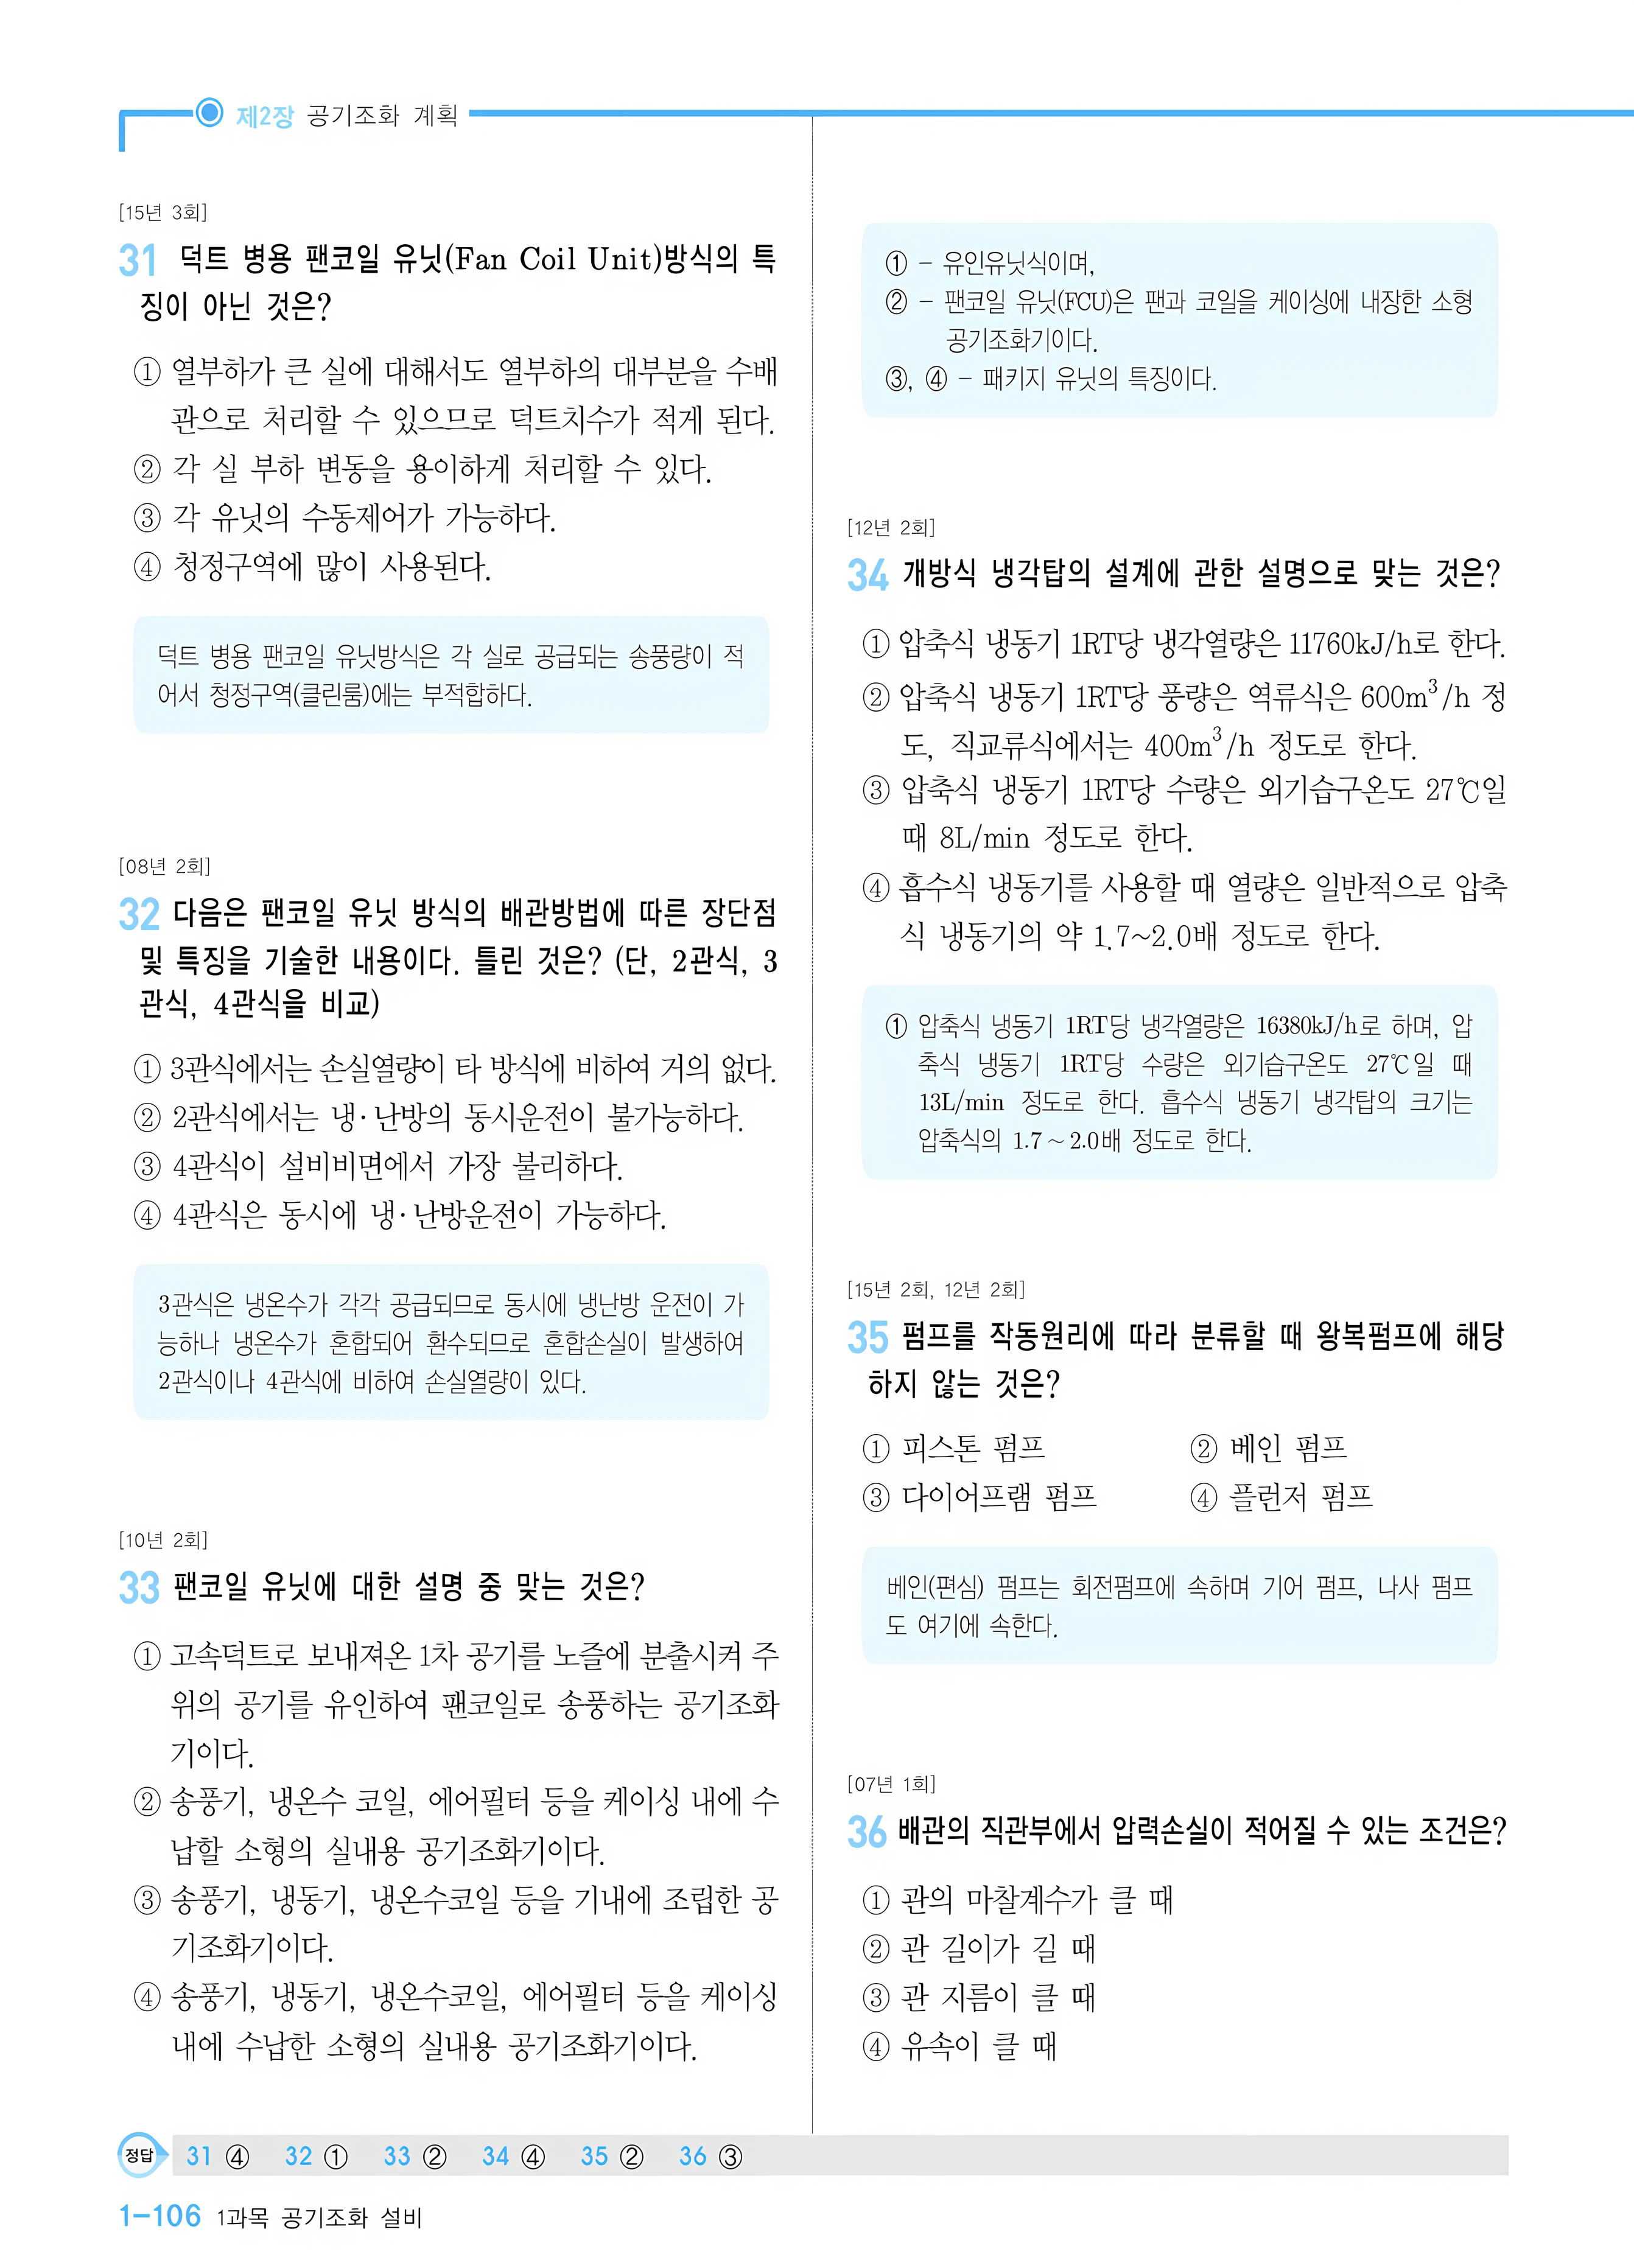 제2장 공기조화 계획
[15년 3회]
31 덕트 병용 팬코일 유닛(Fan Coil Unit)방식의 특
징이 아닌 것은?
① 열부하가 큰 실에 대해서도 열부하의 대부분을 수배
관으로 처리할 수 있으므로 덕트치수가 적게 된다.
② 각 실 부하 변동을 용이하게 처리할 수 있다.
③ 각 유닛의 수동제어가 가능하다.
④ 청정구역에 많이 사용된다.
덕트 병용 팬코일 유닛방식은 각 실로 공급되는 송풍량이 적
어서 청정구역(클린룸)에는 부적합하다.
[08년 2회]
32 다음은 팬코일 유닛 방식의 배관방법에 따른 장단점
및 특징을 기술한 내용이다. 틀린 것은? (단, 2관식, 3
관식, 4관식을 비교)
① 3관식에서는 손실열량이 타 방식에 비하여 거의 없다.
② 2관식에서는 냉·난방의 동시운전이 불가능하다.
③ 4관식이 설비비면에서 가장 불리하다.
④ 4관식은 동시에 냉·난방운전이 가능하다.
3관식은 냉온수가 각각 공급되므로 동시에 냉난방 운전이 가
능하나 냉온수가 혼합되어 환수되므로 혼합손실이 발생하여
2관식이나 4관식에 비하여 손실열량이 있다.
[10년 2회]
33 팬코일 유닛에 대한 설명 중 맞는 것은?
① 고속덕트로 보내져온 1차 공기를 노즐에 분출시켜 주
위의 공기를 유인하여 팬코일로 송풍하는 공기조화
기이다.
② 송풍기, 냉온수 코일, 에어필터 등을 케이싱 내에 수
납할 소형의 실내용 공기조화기이다.
③ 송풍기, 냉동기, 냉온수코일 등을 기내에 조립한 공
기조화기이다.
④ 송풍기, 냉동기, 냉온수코일, 에어필터 등을 케이싱
내에 수납한 소형의 실내용 공기조화기이다.
① - 유인유닛식이며,
② - 팬코일 유닛(FCU)은 팬과 코일을 케이싱에 내장한 소형
공기조화기이다.
③, ④ - 패키지 유닛의 특징이다.
[12년 2회]
34 개방식 냉각탑의 설계에 관한 설명으로 맞는 것은?
① 압축식 냉동기 1RT당 냉각열량은 11760kJ/h로 한다.
② 압축식 냉동기 1RT당 풍량은 역류식은 600m³/h 정
도, 직교류식에서는 400m³/h 정도로 한다.
③ 압축식 냉동기 1RT당 수량은 외기습구온도 27℃일
때 8L/min 정도로 한다.
④ 흡수식 냉동기를 사용할 때 열량은 일반적으로 압축
식 냉동기의 약 1.7~2.0배 정도로 한다.
① 압축식 냉동기 1RT당 냉각열량은 16380kJ/h로 하며, 압
축식 냉동기 1RT당 수량은 외기습구온도 27℃일 때
13L/min 정도로 한다. 흡수식 냉동기 냉각탑의 크기는
압축식의 1.7~2.0배 정도로 한다.
[15년 2회, 12년 2회]
35 펌프를 작동원리에 따라 분류할 때 왕복펌프에 해당
하지 않는 것은?
① 피스톤 펌프 ② 베인 펌프
③ 다이어프램 펌프 ④ 플런저 펌프
베인(편심) 펌프는 회전펌프에 속하며 기어 펌프, 나사 펌프
도 여기에 속한다.
[07년 1회]
36 배관의 직관부에서 압력손실이 적어질 수 있는 조건은?
① 관의 마찰계수가 클 때
② 관 길이가 길 때
③ 관 지름이 클 때
④ 유속이 클 때
정답 31 ④ 32 ① 33 ② 34 ④ 35 ② 36 ③
1-106 1과목 공기조화 설비